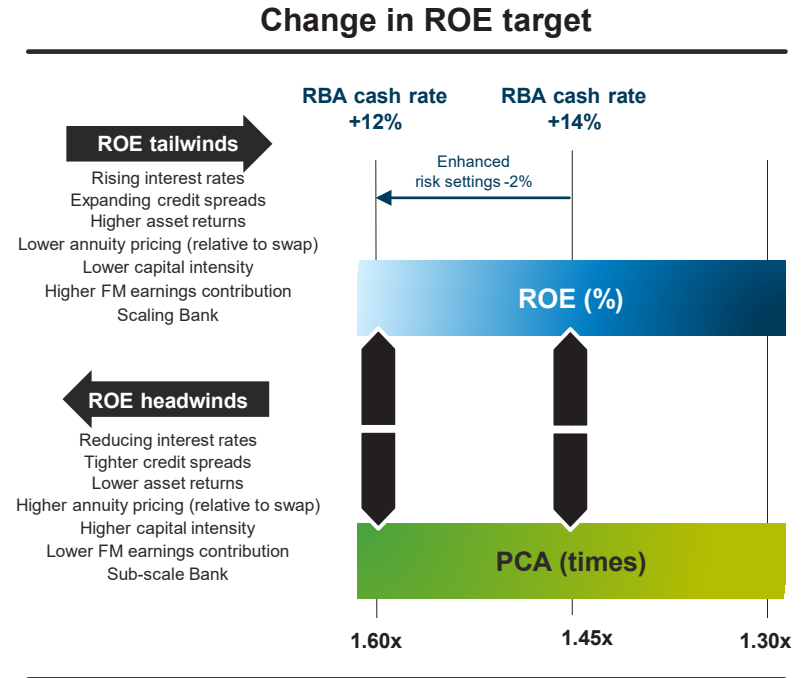 Change in ROE target
RBA cash rate
+12%
RBA cash rate
+14%
ROE tailwinds
Rising interest rates
Expanding credit spreads
Higher asset returns
Lower annuity pricing (relative to swap)
Lower capital intensity
Higher FM earnings contribution
Scaling Bank
Enhanced
risk settings -2%
ROE (%)
ROE headwinds
Reducing interest rates
Tighter credit spreads
Lower asset returns
Higher annuity pricing (relative to swap)
Higher capital intensity
Lower FM earnings contribution
Sub-scale Bank
PCA (times)
1.60x
1.45x
1.30x